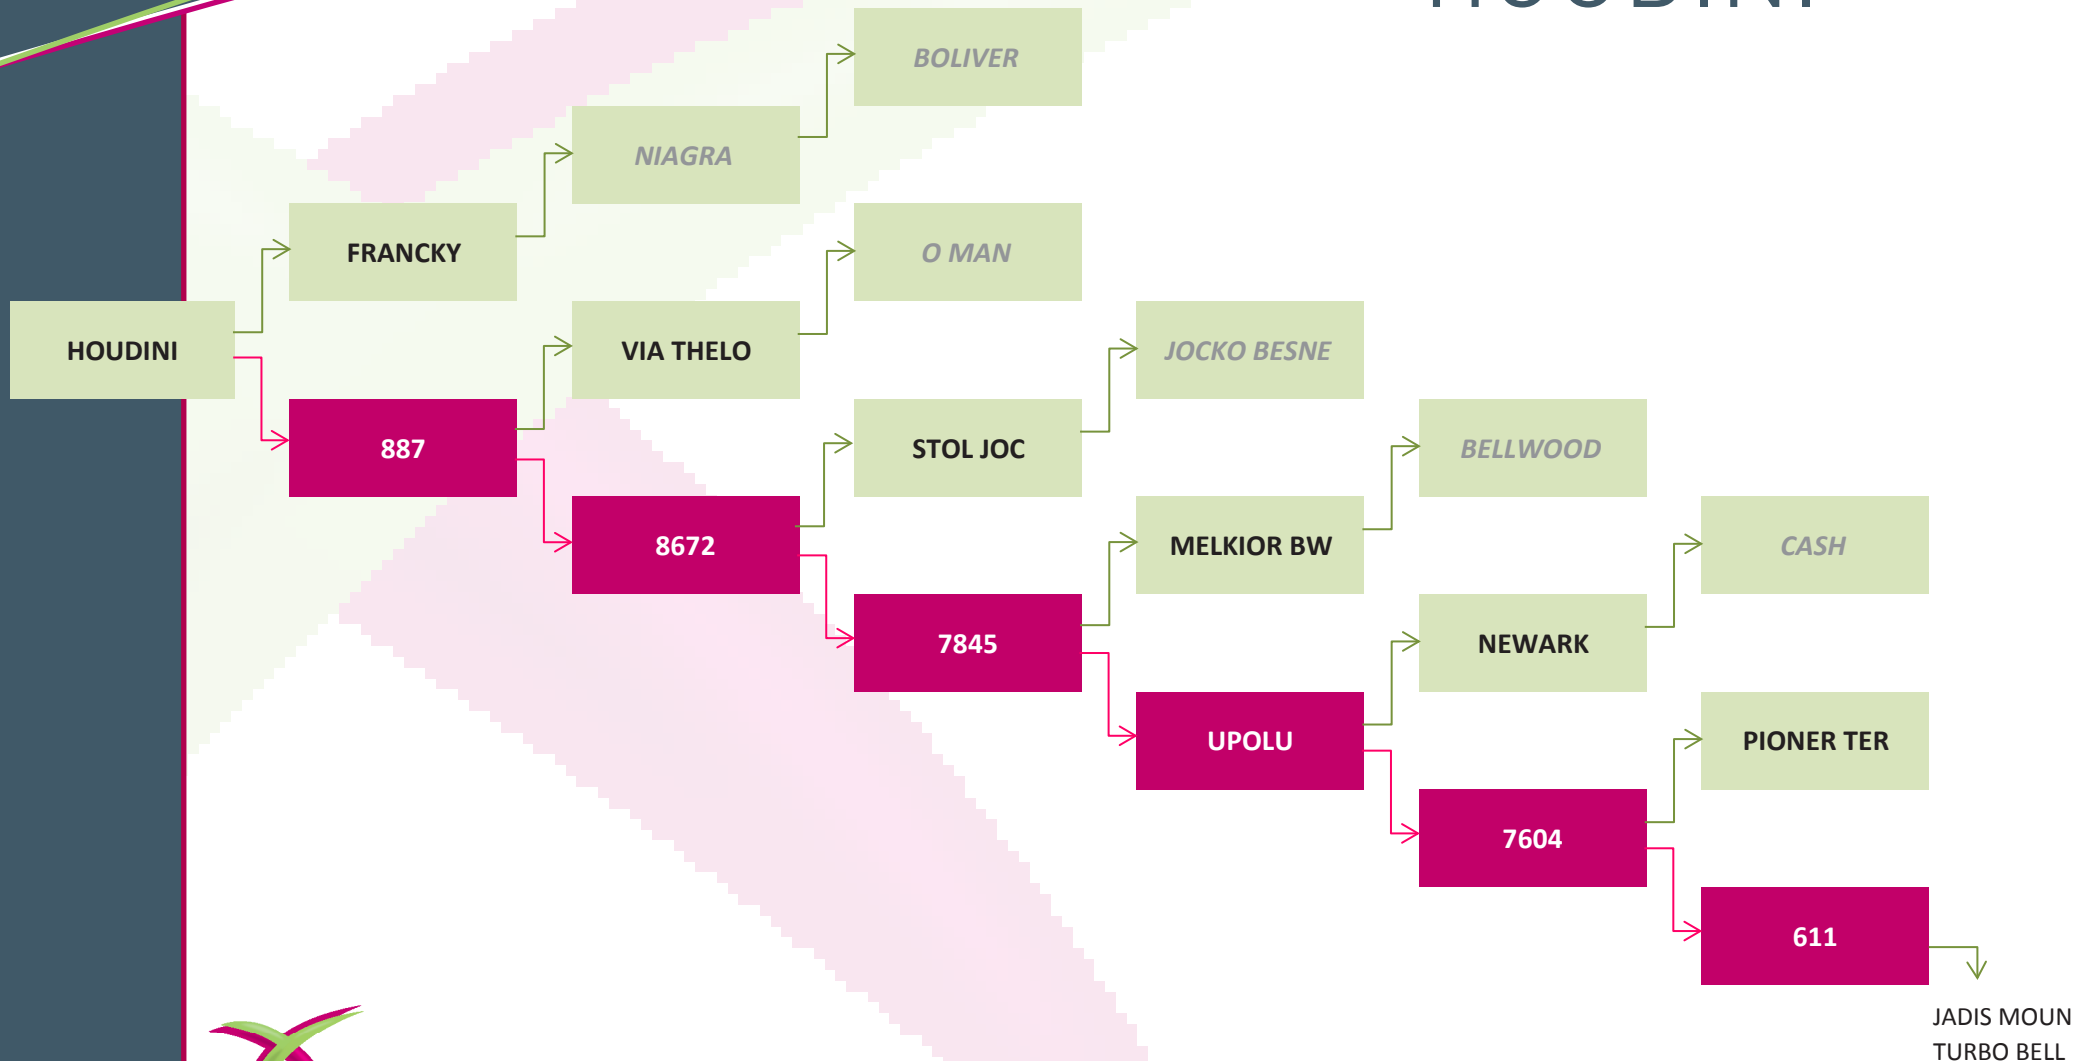 HOUDINI
BOLIVER
NIAGRA
FRANCKY
O MAN
HOUDINI
VIA THELO
JOCKO BESNE
887
STOL JOC
BELLWOOD
8672
MELKIOR BW
CASH
7845
NEWARK
UPOLU
PIONER TER
7604
611
JADIS MOUN
TURBO BELL